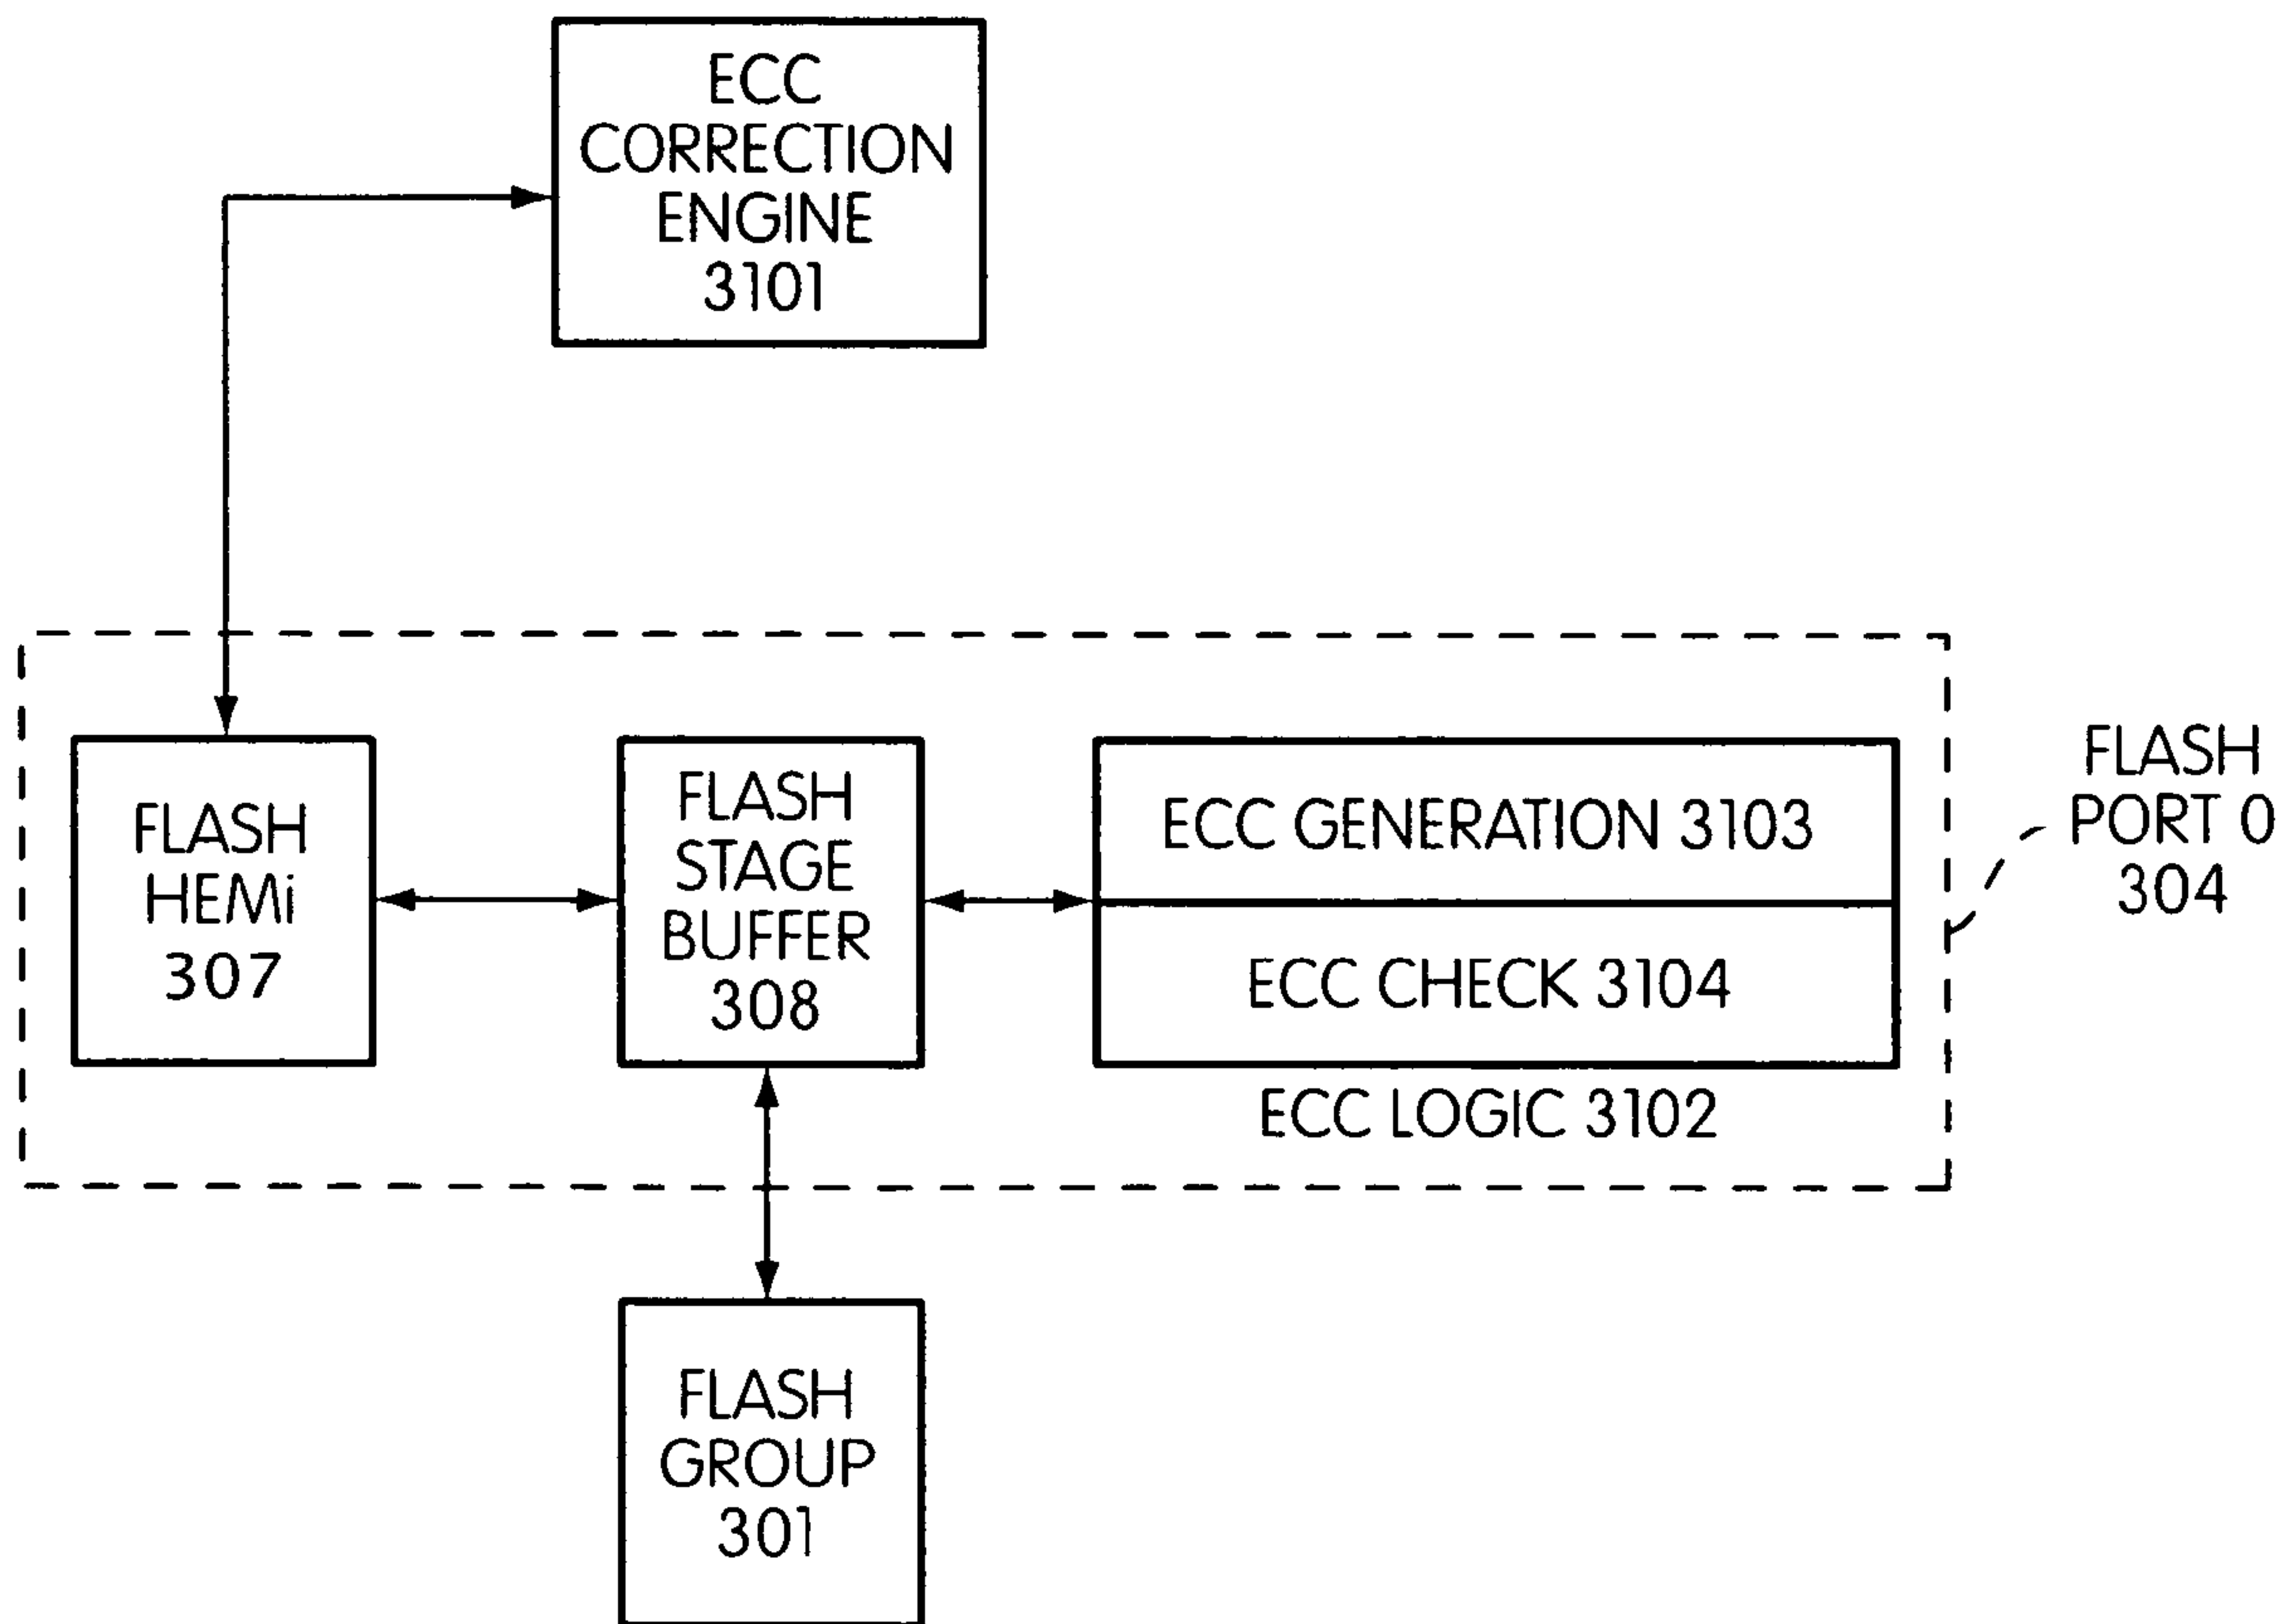 ECC
CORRECTION
ENGINE
3101
FLASH
HEMi
307
FLASH
STAGE
BUFFER
308
ECC GENERATION 3103
ECC CHECK 3104
ECC LOGIC 3102
FLASH
PORT 0
304
FLASH
GROUP
301